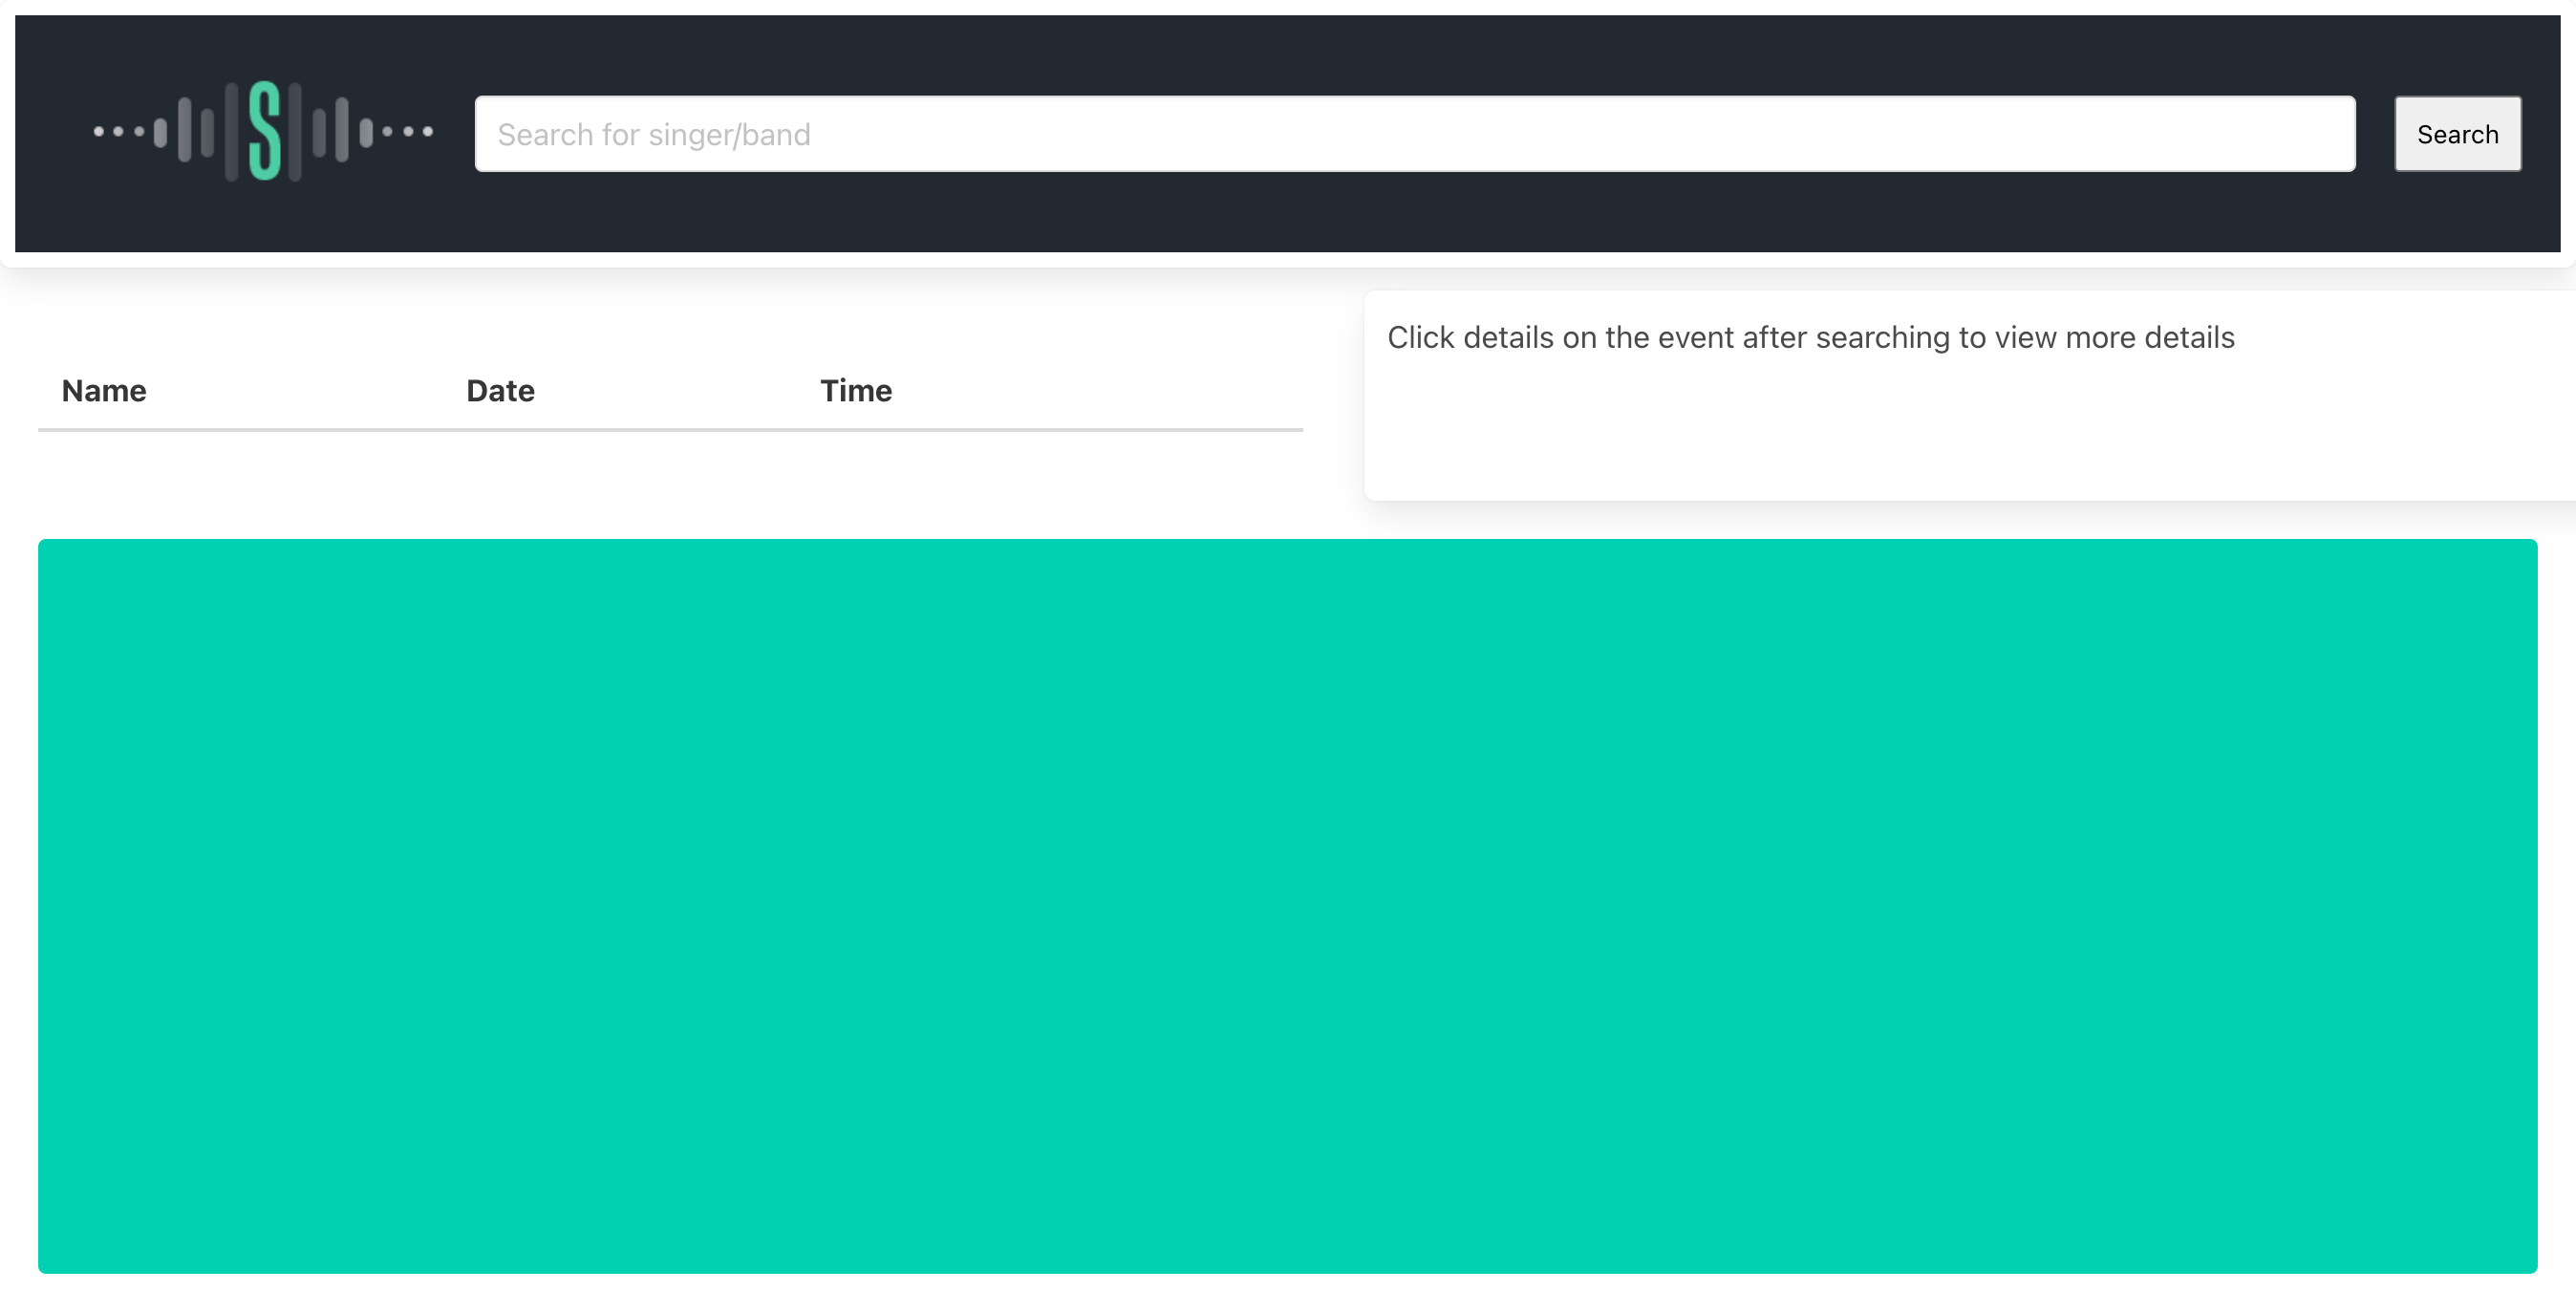 S
Search for singer/band
Search
Click details on the event after searching to view more details
Name Date Time